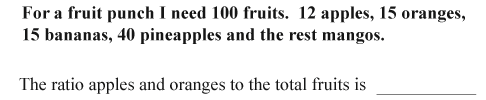 For a fruit punch I need 100 fruits.  12 apples, 15 oranges,
15 bananas, 40 pineapples and the rest mangos.
The ratio apples and oranges to the total fruits is ____________